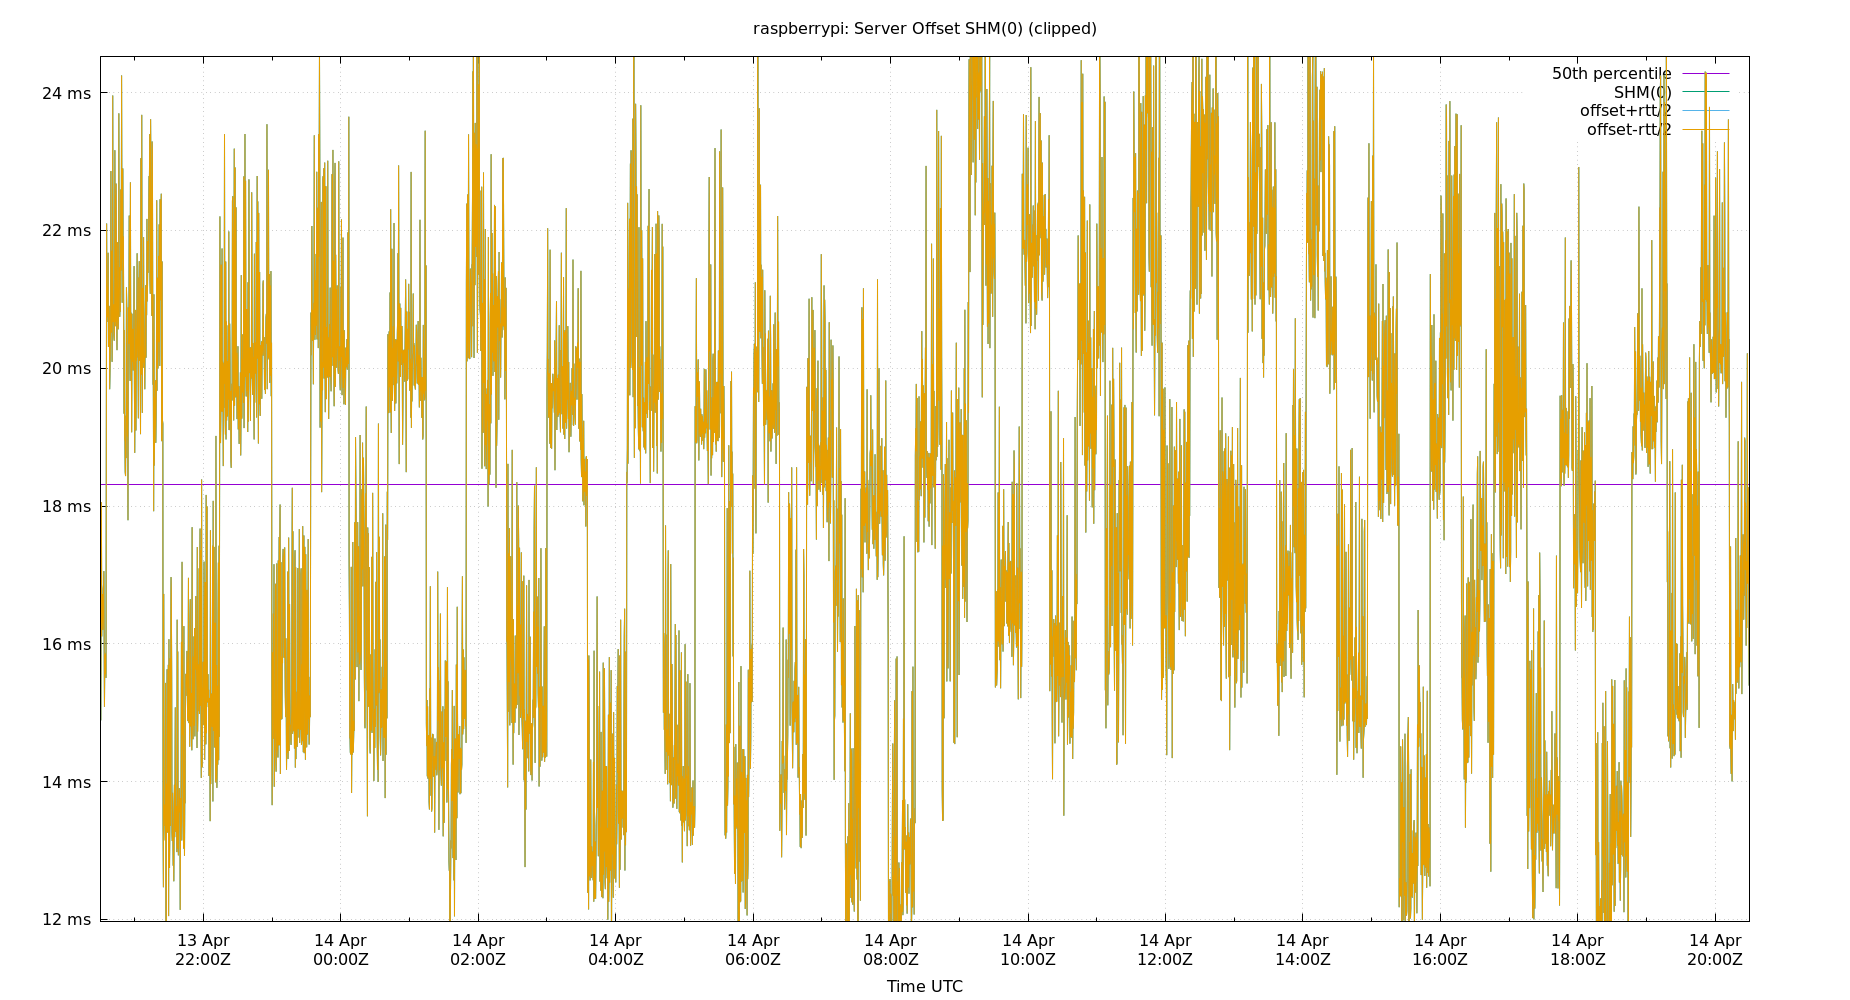 raspberrypi: Server Offset SHM(0) (clipped)
50th percentile
SHM(0)
offset+rtt/2
offset-rtt/2
24 ms
22 ms
20 ms
18 ms
16 ms
14 ms
12 ms
13 Apr 14 Apr 14 Apr 14 Apr 14 Apr 14 Apr 14 Apr 14 Apr 14 Apr 14 Apr 14 Apr 14 Apr
22:00Z 00:00Z 02:00Z 04:00Z 06:00Z 08:00Z 10:00Z 12:00Z 14:00Z 16:00Z 18:00Z 20:00Z
Time UTC